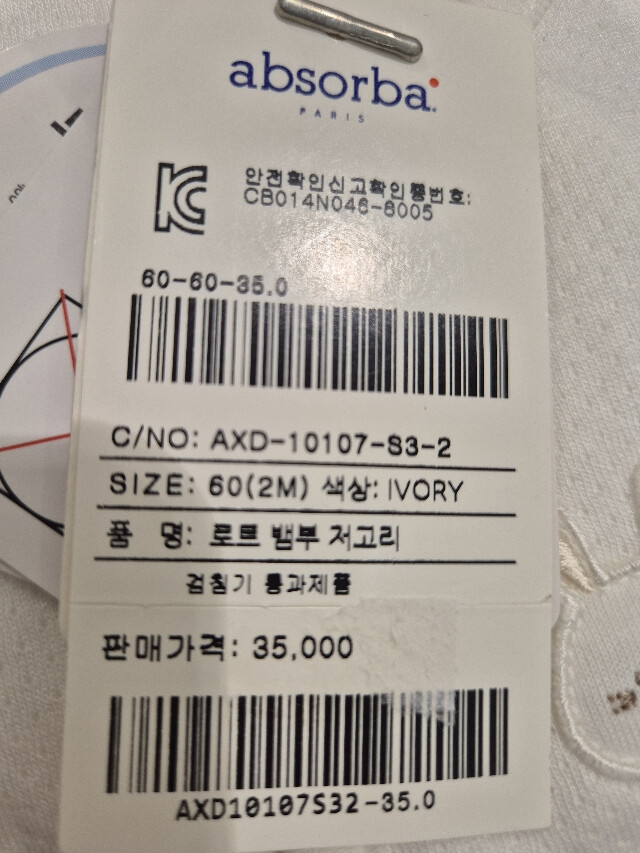 absorba
PARIS
안전확인신고확인증번호:
CB014N046-6005
60-60-35.0
C/NO: AXD-10107-S3-2
SIZE: 60(2M) 색상: IVORY
품 명: 로르 뱀부 저고리
검침기 통과제품
판매가격: 35,000
AXD10107S32-35.0